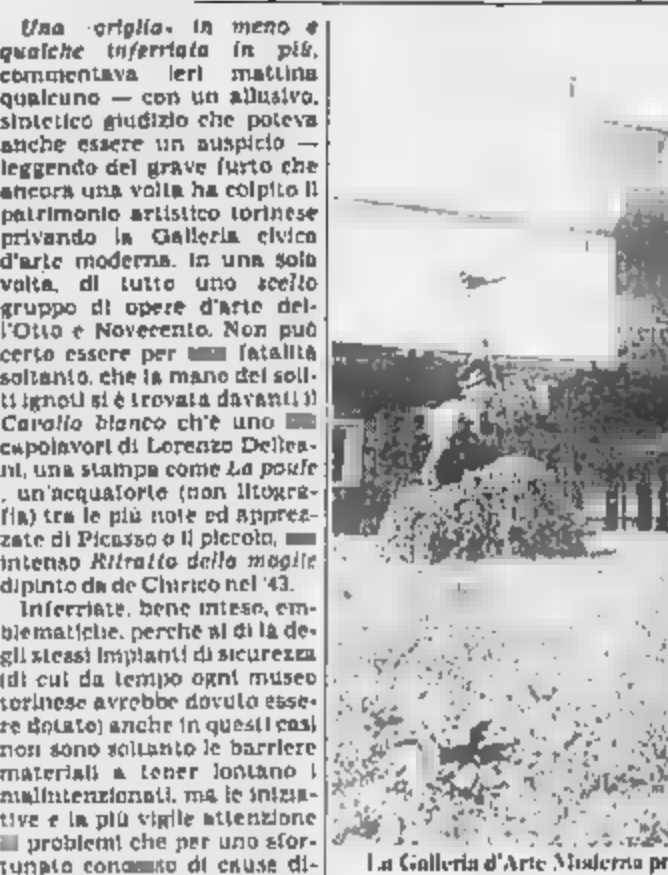 Una «griglia» in meno e
qualche inferriata in più,
commentava ieri mattina
qualcuno — con un allusivo,
sintetico giudizio che poteva
anche essere un auspicio —
leggendo del grave furto che
ancora una volta ha colpito il
patrimonio artistico torinese
privando la Galleria civica
d'arte moderna, in una sola
volta, di tutto uno scelto
gruppo di opere d'arte del-
l'Otto e Novecento. Non può
certo essere per fatalità
soltanto, che la mano dei soli-
ti ignoti si è trovata davanti il
Cavallo bianco ch'è uno
capolavori di Lorenzo Dellea-
ni, una stampa come La poule
, un'acquaforte (non litogra-
fia) tra le più note ed apprez-
zate di Picasso o il piccolo,
intenso Ritratto della moglie
dipinto da de Chirico nel '43.
Inferriate, bene inteso, em-
blematiche, perché al di là de-
gli stessi impianti di sicurezza
(di cui da tempo ogni museo
torinese avrebbe dovuto esse-
re dotato) anche in questi casi
non sono soltanto le barriere
materiali a tener lontano i
malintenzionati, ma le inizia-
tive e la più vigile attenzione
problemi che per uno sfor-
tunato di cause di-
La Galleria d'Arte Moderna pr